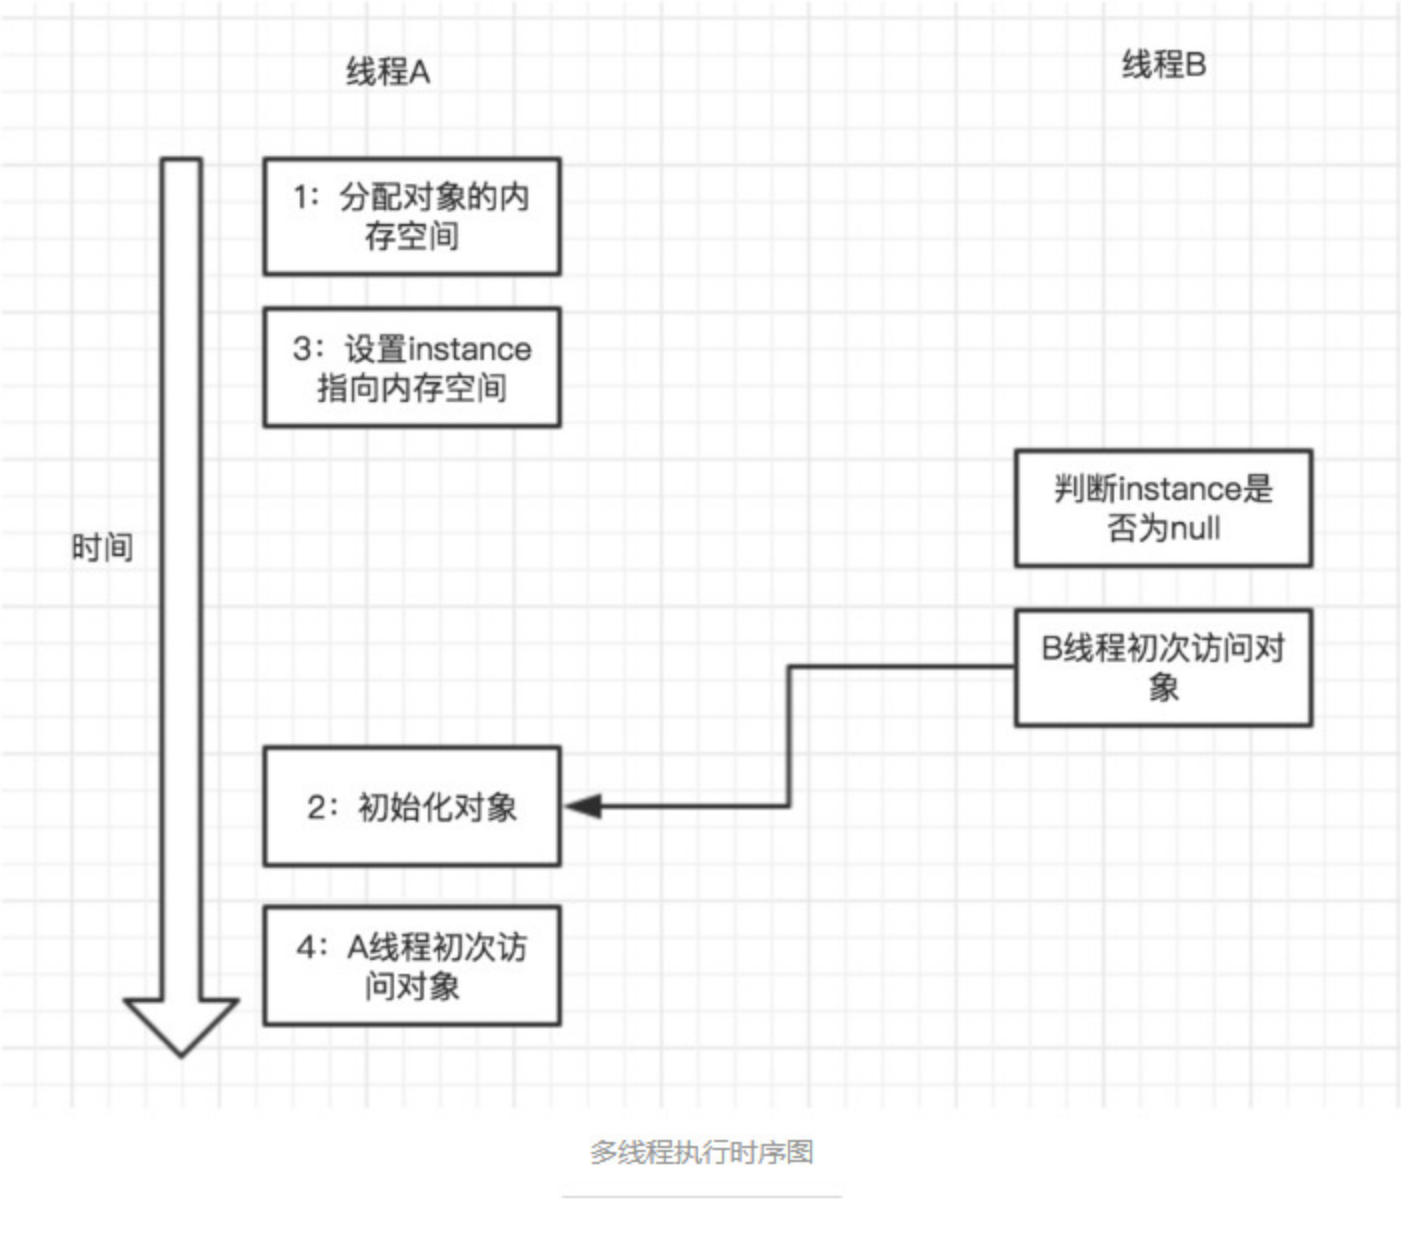 线程A
线程B
1：分配对象的内
存空间
3：设置instance
指向内存空间
判断instance是
否为null
时间
B线程初次访问对
象
2：初始化对象
4：A线程初次访
问对象
多线程执行时序图